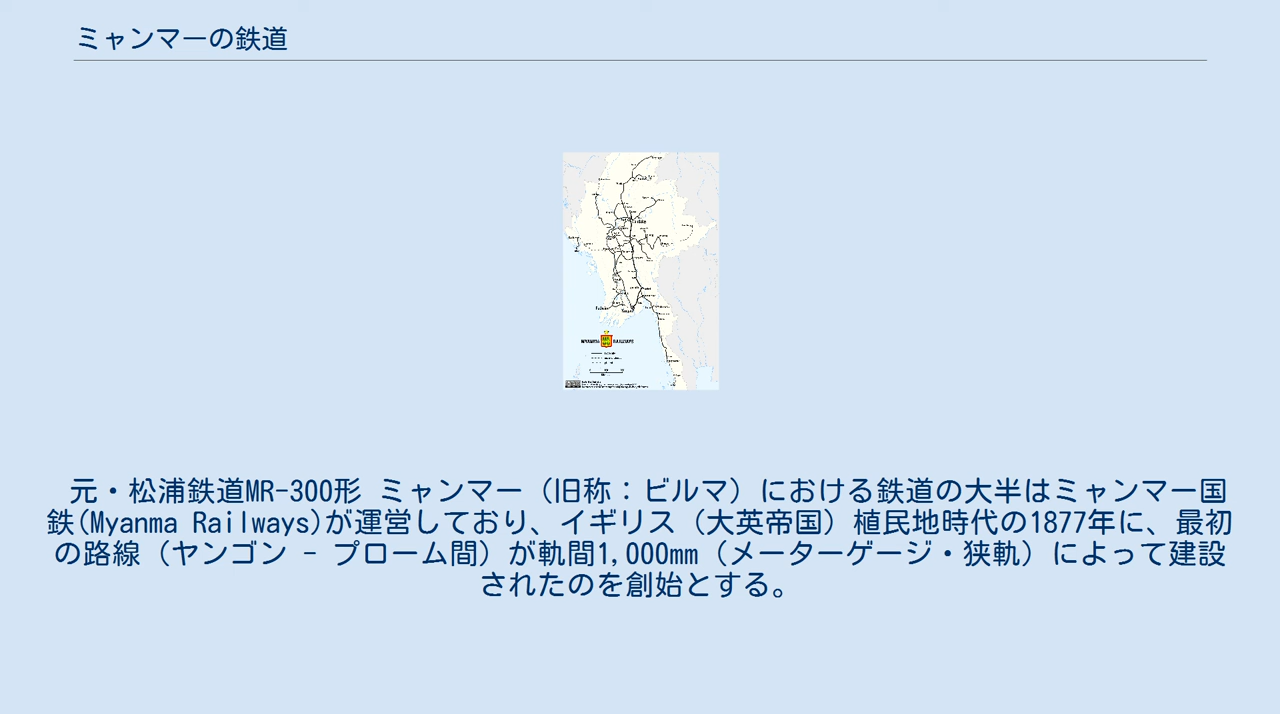 ミャンマーの鉄道
MYANMA RAILWAYS
元・松浦鉄道MR-300形 ミャンマー（旧称：ビルマ）における鉄道の大半はミャンマー国
鉄(Myanma Railways)が運営しており、イギリス（大英帝国）植民地時代の1877年に、最初
の路線（ヤンゴン - プローム間）が軌間1,000mm（メーターゲージ・狭軌）によって建設
されたのを創始とする。